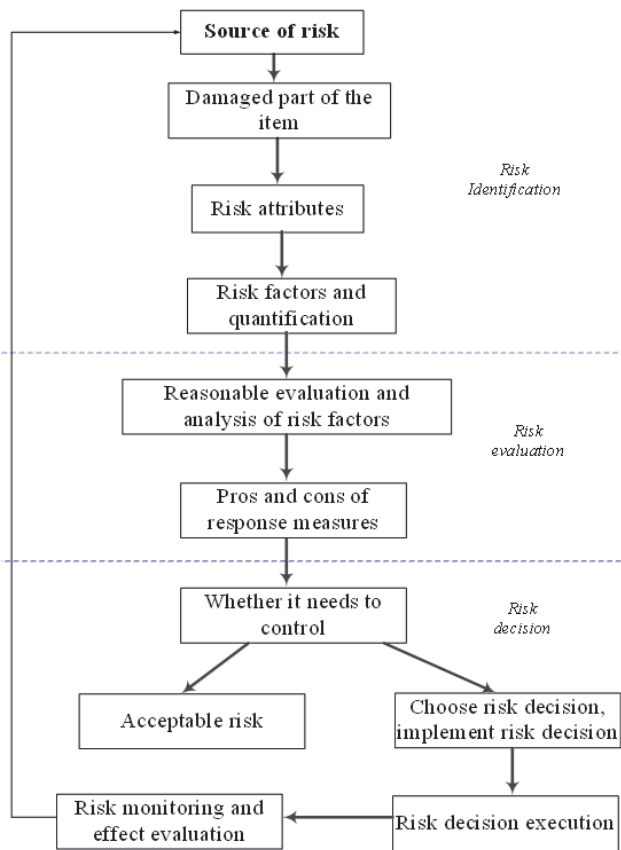 Source of risk
Damaged part of the
item
Risk
Identification
Risk attributes
Risk factors and
quantification
Reasonable evaluation and
analysis of risk factors
Risk
evaluation
Pros and cons of
response measures
Whether it needs to
control
Risk
decision
Acceptable risk
Choose risk decision,
implement risk decision
Risk monitoring and
effect evaluation
Risk decision execution